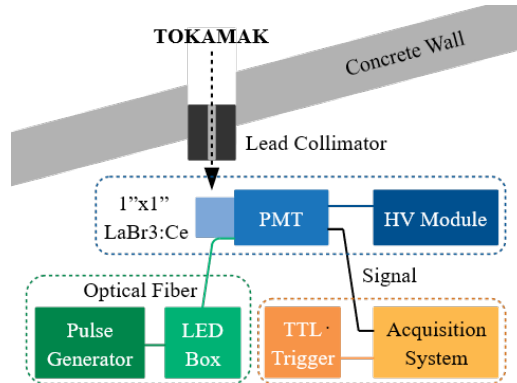 TOKAMAK
Concrete Wall
Lead Collimator
1”x1”
LaBr3:Ce
PMT
HV Module
Optical Fiber
Signal
Pulse
Generator
LED
Box
TTL
Trigger
Acquisition
System